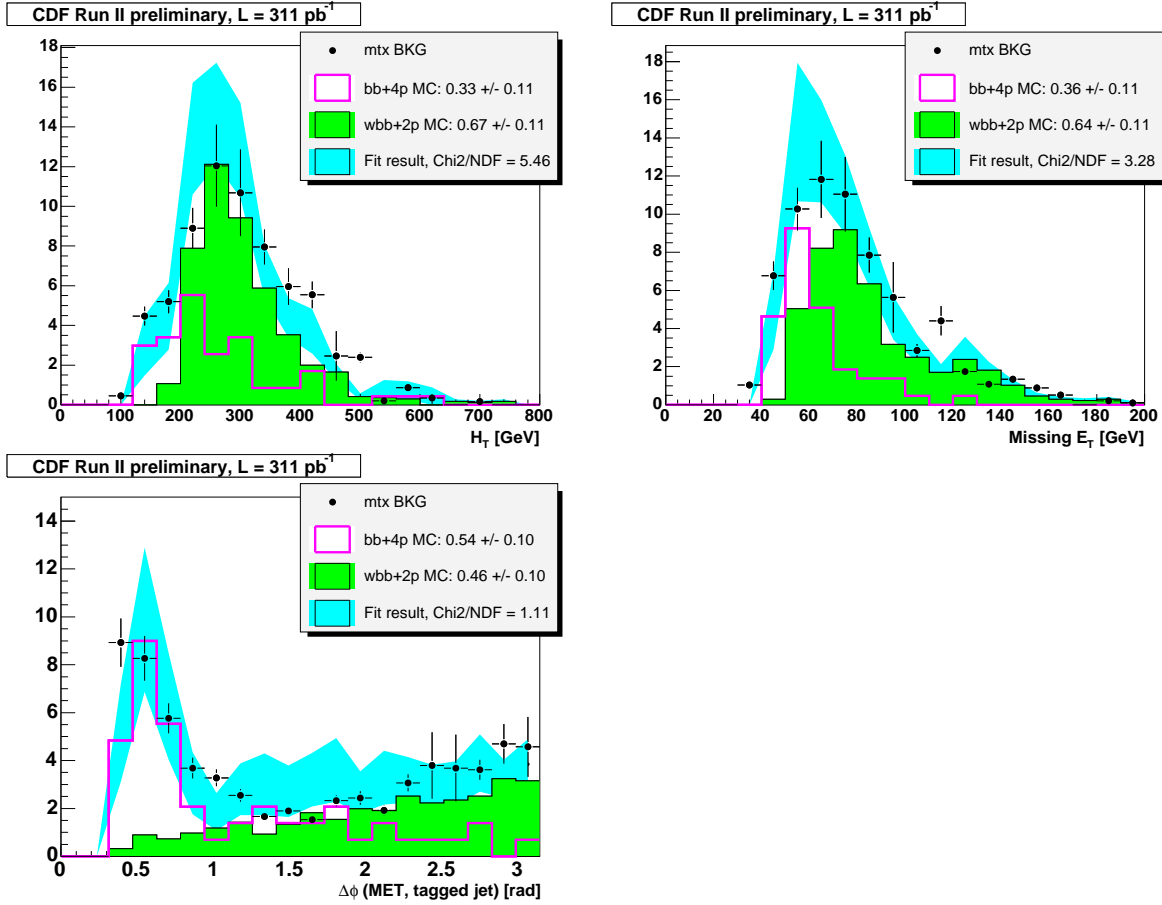 CDF Run II preliminary, L = 311 pb⁻¹
18
16
14
12
10
8
6
4
2
0
0 100 200 300 400 500 600 700 800
H_T [GeV]
mtx BKG
bb+4p MC: 0.33 +/- 0.11
wbb+2p MC: 0.67 +/- 0.11
Fit result, Chi2/NDF = 5.46
CDF Run II preliminary, L = 311 pb⁻¹
18
16
14
12
10
8
6
4
2
0
0 20 40 60 80 100 120 140 160 180 200
Missing E_T [GeV]
mtx BKG
bb+4p MC: 0.36 +/- 0.11
wbb+2p MC: 0.64 +/- 0.11
Fit result, Chi2/NDF = 3.28
CDF Run II preliminary, L = 311 pb⁻¹
14
12
10
8
6
4
2
0
0 0.5 1 1.5 2 2.5 3
Δϕ (MET, tagged jet) [rad]
mtx BKG
bb+4p MC: 0.54 +/- 0.10
wbb+2p MC: 0.46 +/- 0.10
Fit result, Chi2/NDF = 1.11